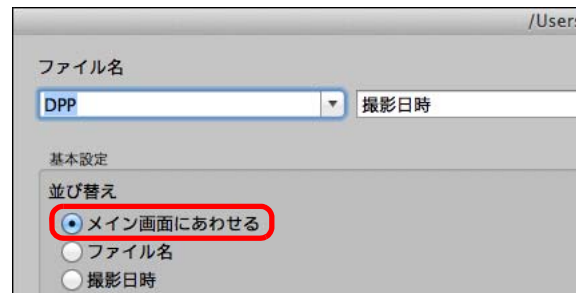 /Users
ファイル名
DPP 撮影日時
基本設定
並び替え
メイン画面にあわせる
ファイル名
撮影日時